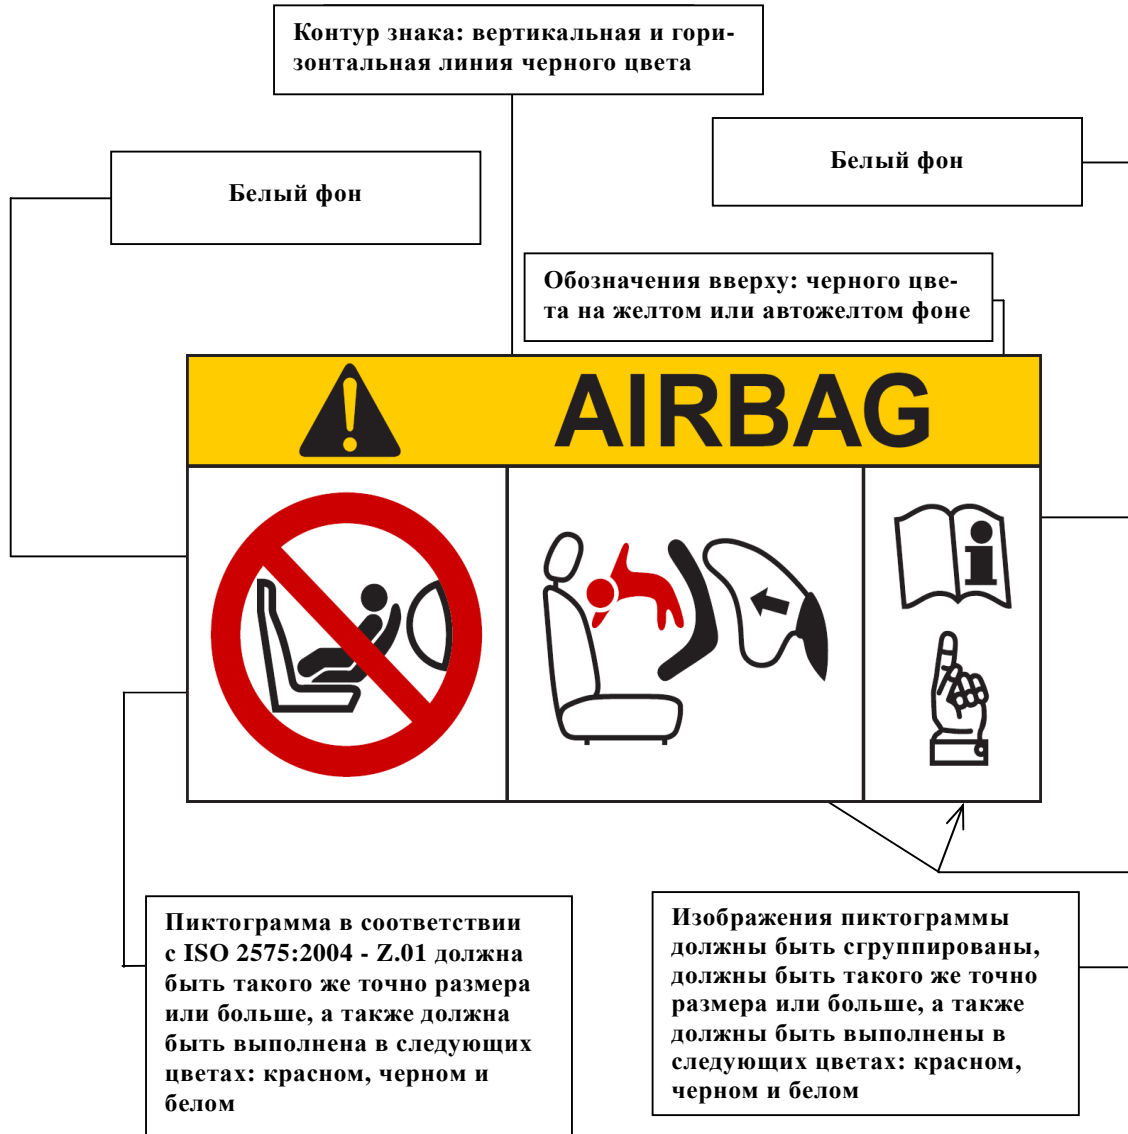 Контур знака: вертикальная и гори-
зонтальная линия черного цвета
Белый фон
Белый фон
Обозначения вверху: черного цве-
та на желтом или автожелтом фоне
AIRBAG
Пиктограмма в соответствии
с ISO 2575:2004 - Z.01 должна
быть такого же точно размера
или больше, а также должна
быть выполнена в следующих
цветах: красном, черном и
белом
Изображения пиктограммы
должны быть сгруппированы,
должны быть такого же точно
размера или больше, а также
должны быть выполнены в
следующих цветах: красном,
черном и белом